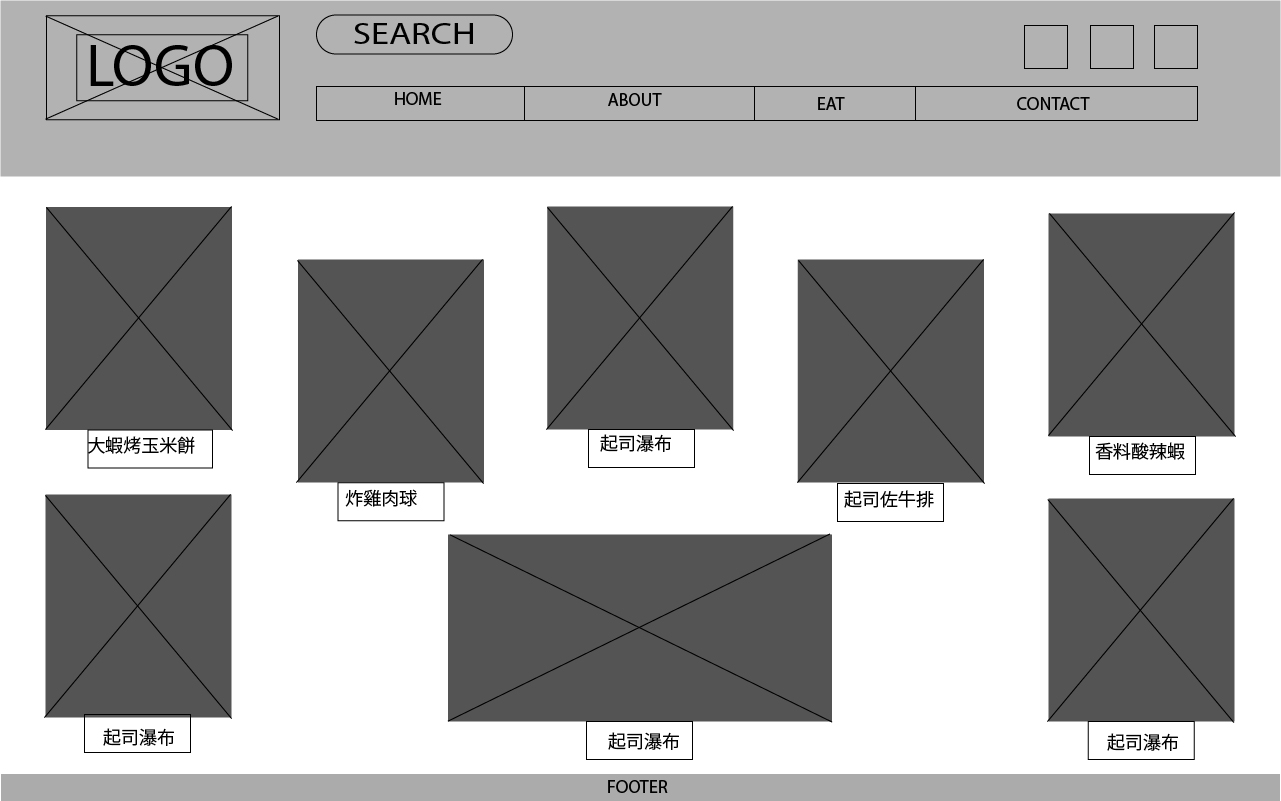 LOGO
SEARCH
HOME
ABOUT
EAT
CONTACT
大蝦烤玉米餅
炸雞肉球
起司瀑布
起司佐牛排
香料酸辣蝦
起司瀑布
起司瀑布
起司瀑布
FOOTER